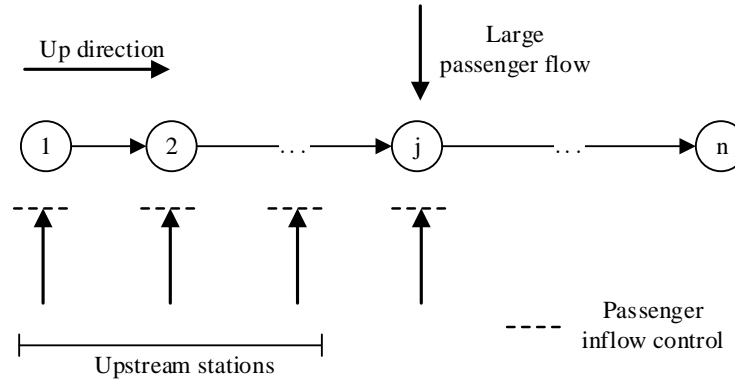 Up direction
Large
passenger flow
1
2
...
j
...
n
Passenger
inflow control
Upstream stations